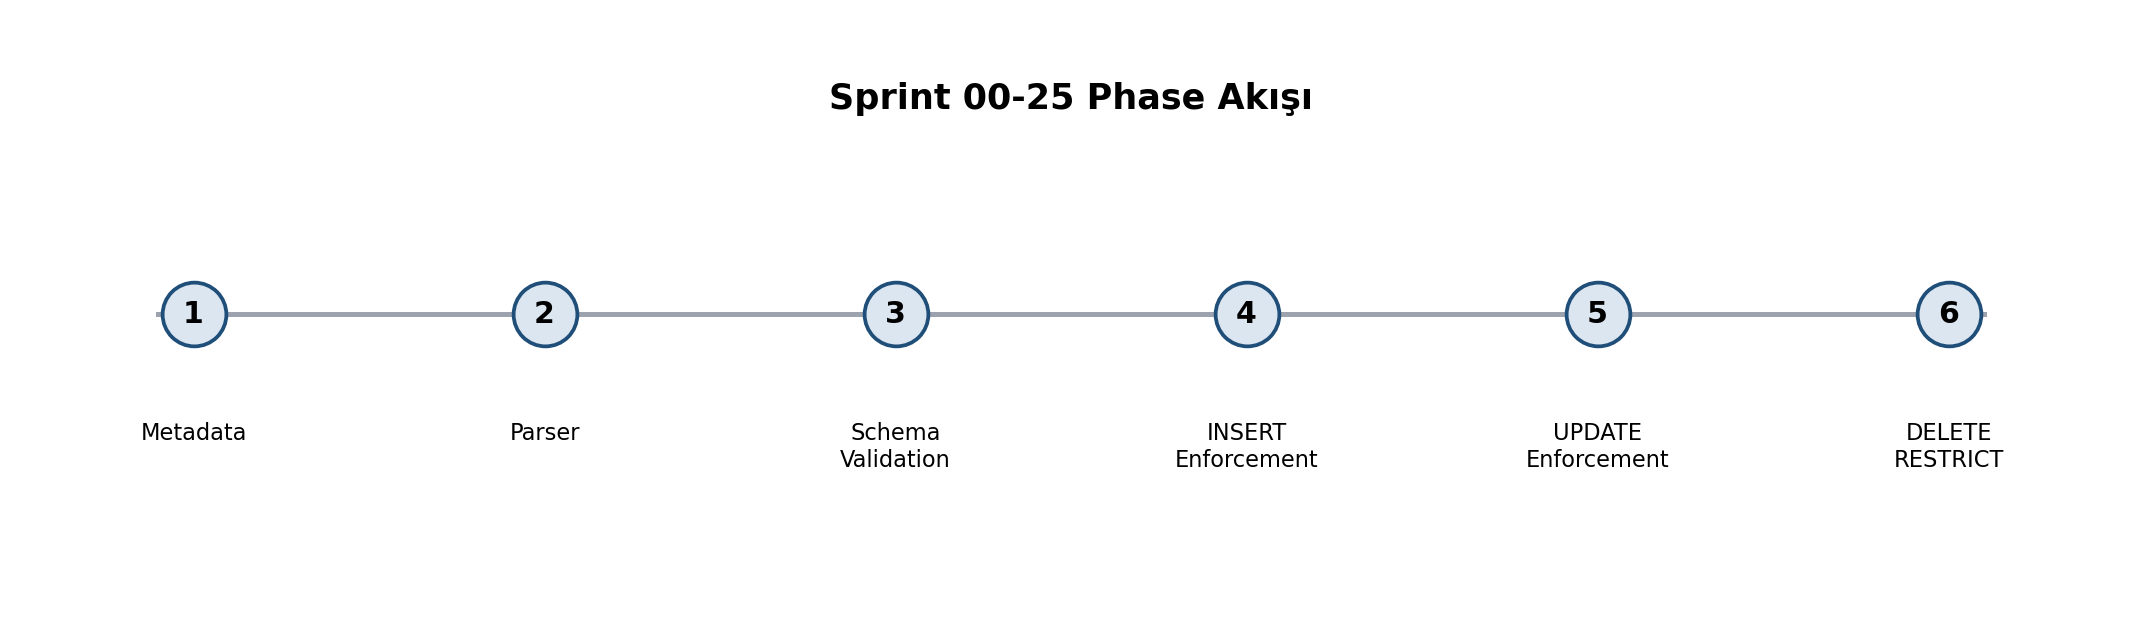 Sprint 00-25 Phase Akışı
1
2
3
4
5
6
Metadata
Parser
Schema
Validation
INSERT
Enforcement
UPDATE
Enforcement
DELETE
RESTRICT